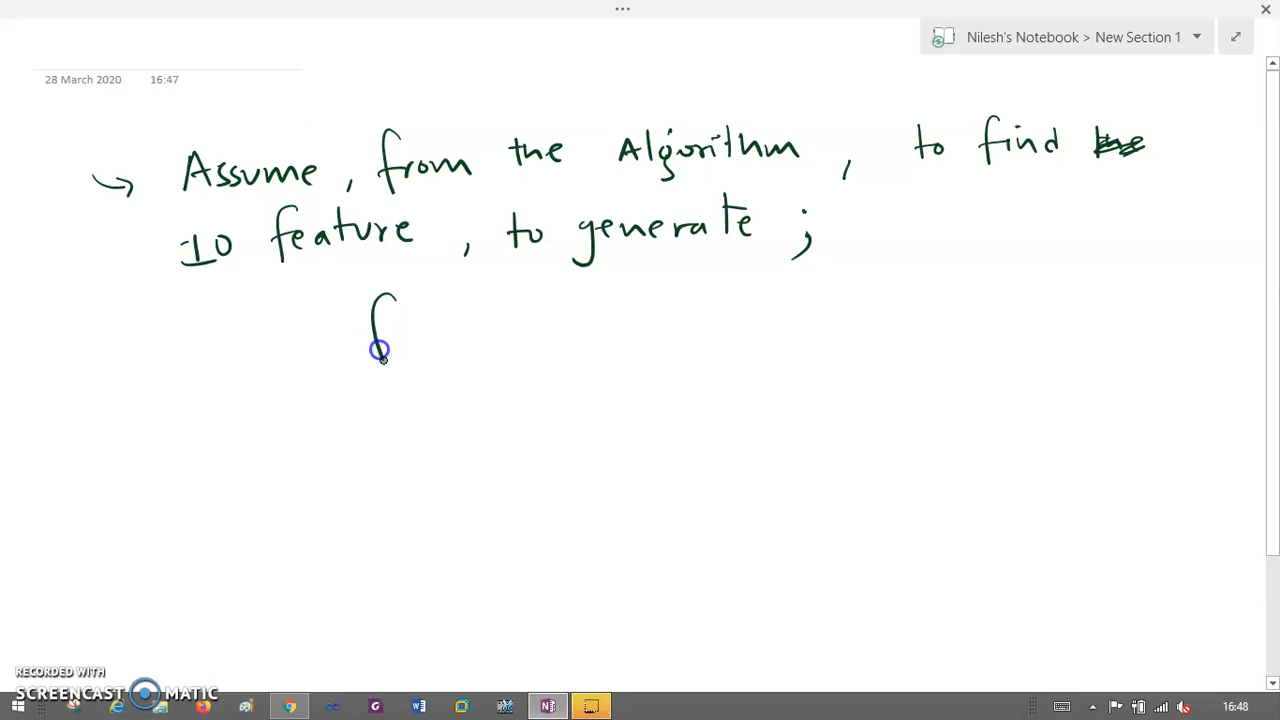 Nilesh's Notebook > New Section 1
28 March 2020 16:47
→ Assume, from the Algorithm, to find
10 feature, to generate ;
RECORDED WITH
SCREENCAST MATIC
16:48